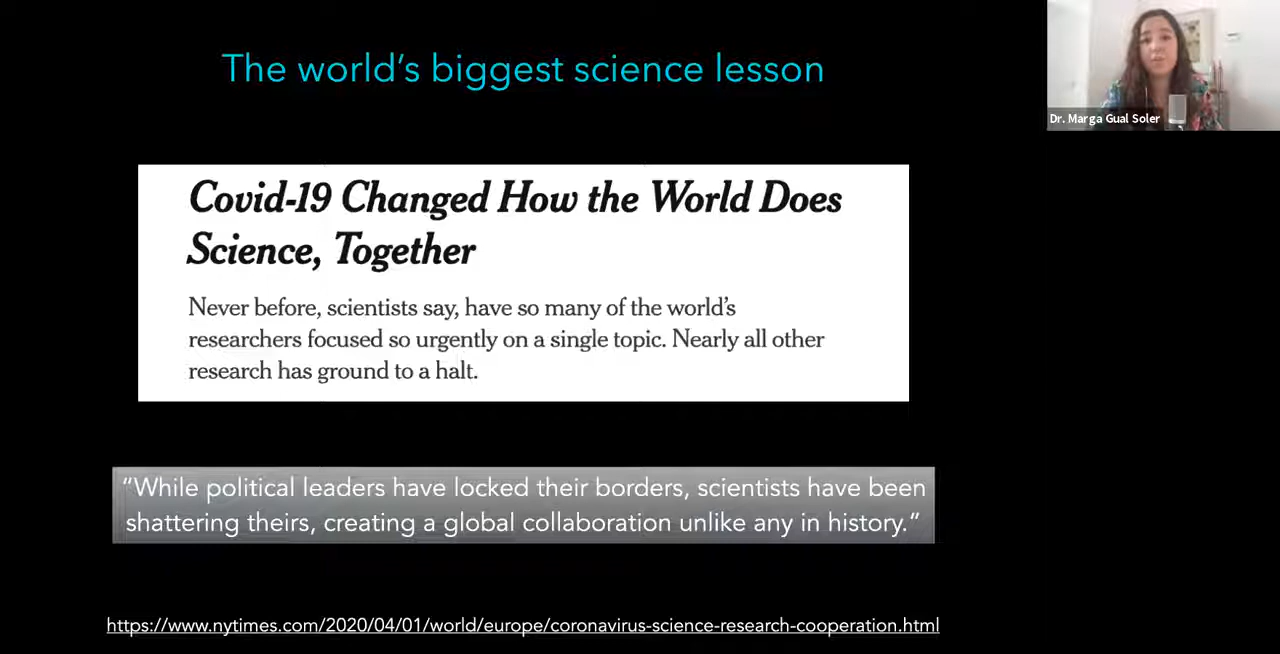 The world’s biggest science lesson
Dr. Marga Gual Soler
Covid-19 Changed How the World Does
Science, Together
Never before, scientists say, have so many of the world’s
researchers focused so urgently on a single topic. Nearly all other
research has ground to a halt.
“While political leaders have locked their borders, scientists have been
shattering theirs, creating a global collaboration unlike any in history.”
https://www.nytimes.com/2020/04/01/world/europe/coronavirus-science-research-cooperation.html